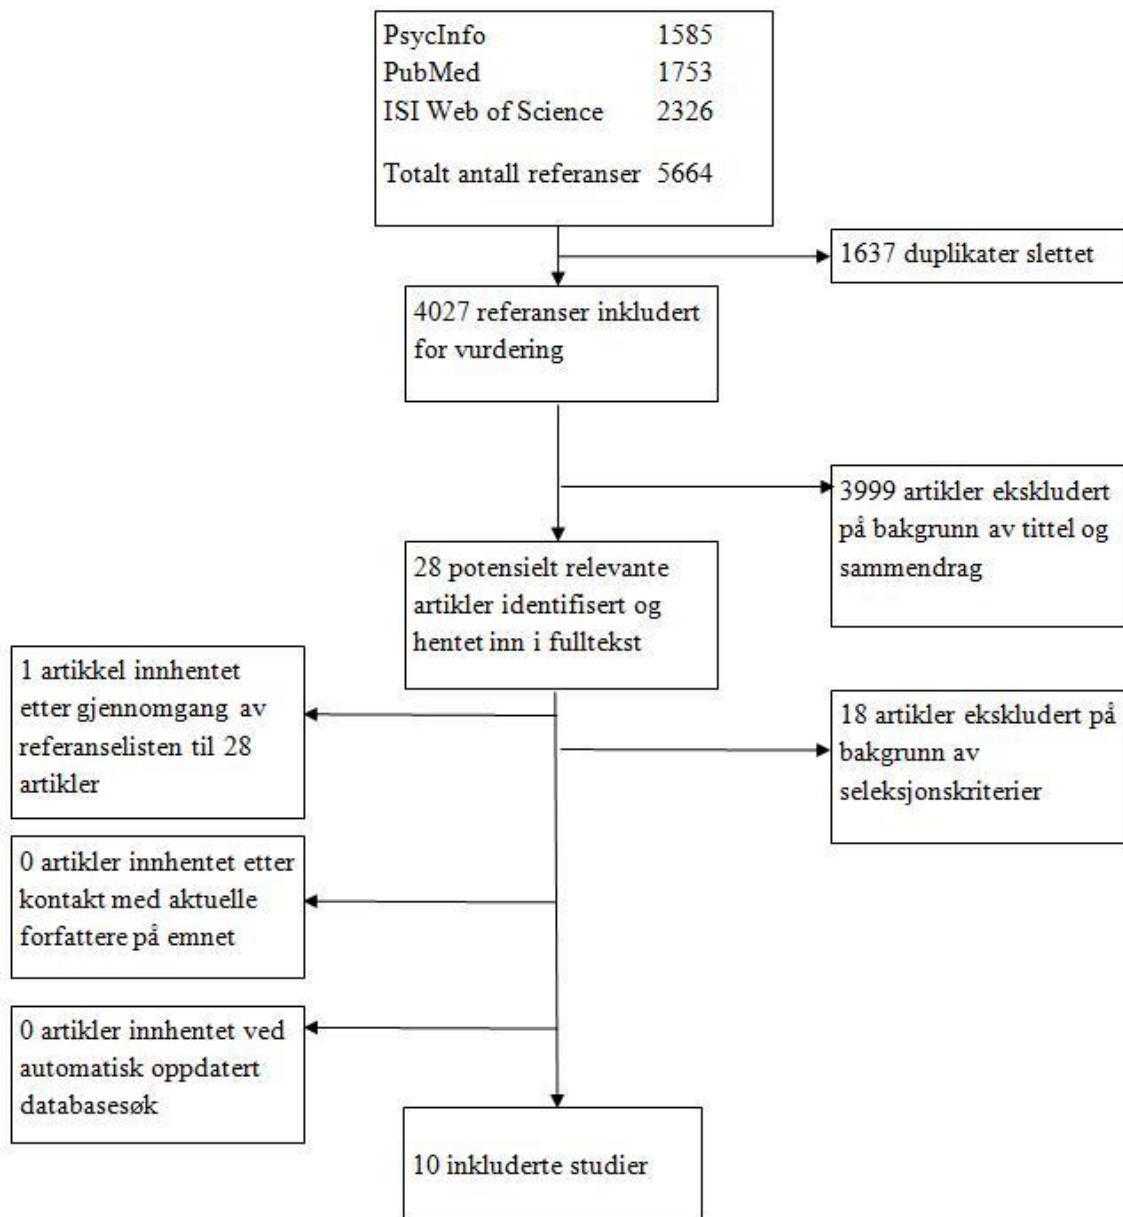 PsycInfo 1585
PubMed 1753
ISI Web of Science 2326
Totalt antall referanser 5664
1637 duplikater slettet
4027 referanser inkludert
for vurdering
3999 artikler ekskludert
på bakgrunn av tittel og
sammendrag
28 potensielt relevante
artikler identifisert og
hentet inn i fulltekst
1 artikkel innhentet
etter gjennomgang av
referanselisten til 28
artikler
18 artikler ekskludert på
bakgrunn av
seleksjonskriterier
0 artikler innhentet etter
kontakt med aktuelle
forfattere på emnet
0 artikler innhentet ved
automatisk oppdatert
databasesøk
10 inkluderte studier